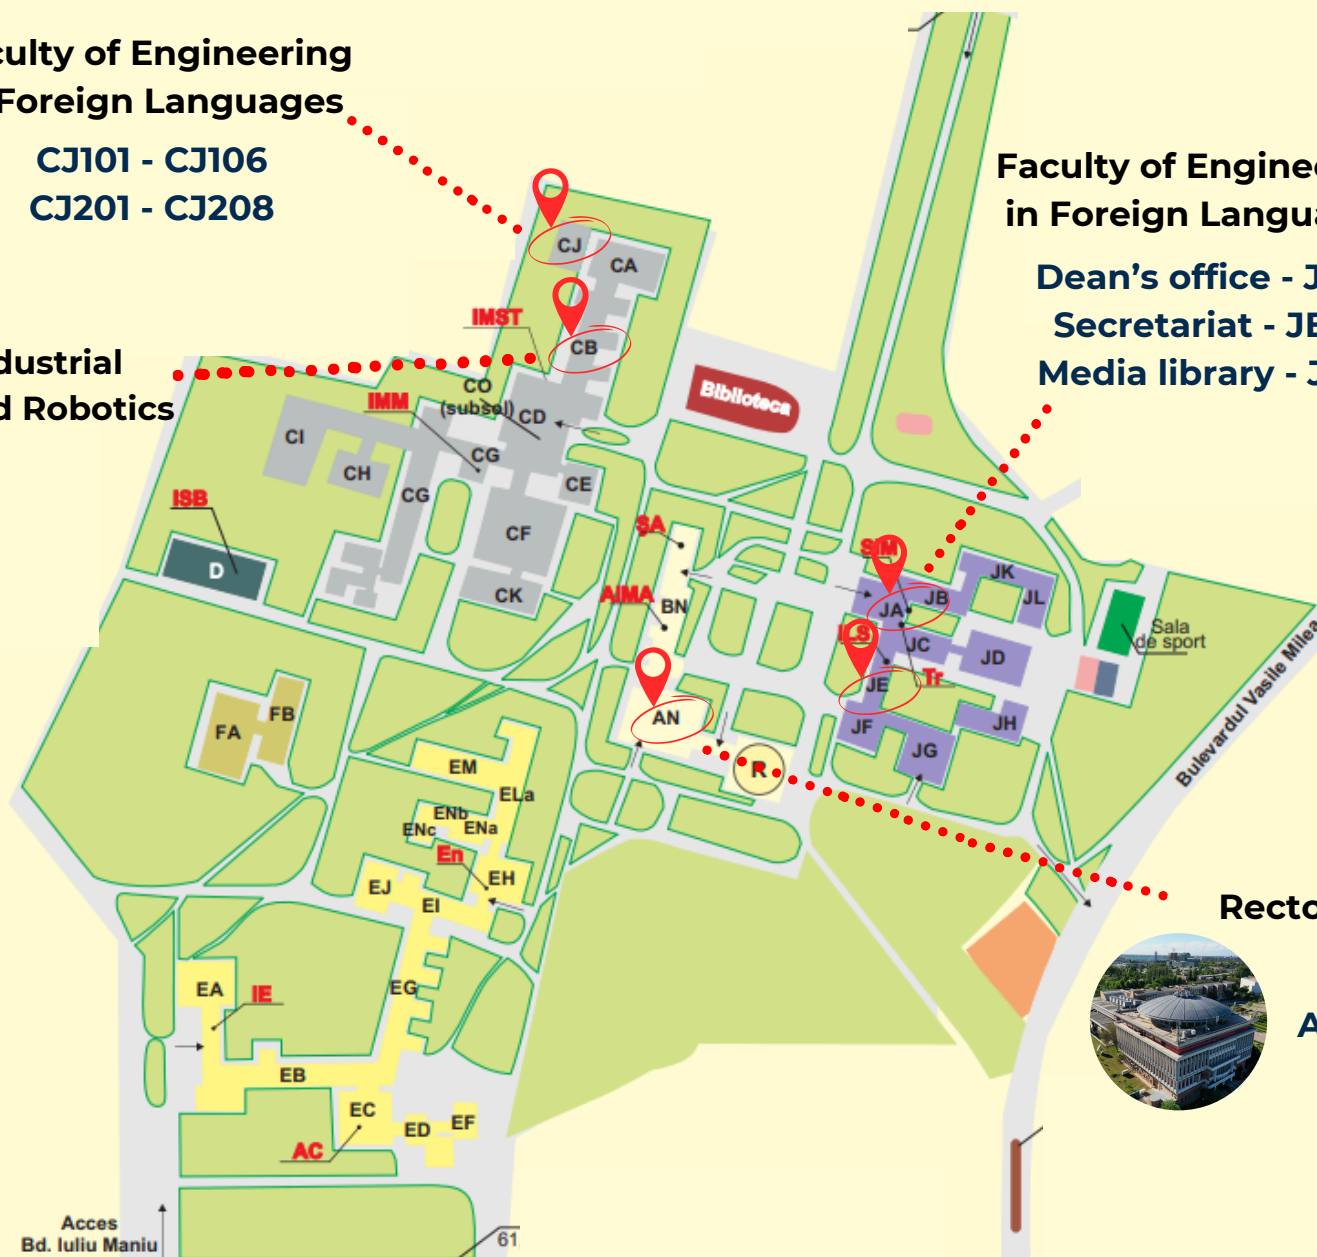 culty of Engineering
Foreign Languages
CJ101 - CJ106
CJ201 - CJ208
Faculty of Enginee
in Foreign Langua
Dean's office - J
Secretariat - JE
Media library - J
dustrial
d Robotics
CJ
CA
IMST
CB
CO
(subsol)
CD
IMM
Biblioteca
CI
CH
CG
CG
CE
ISB
CF
D
CK
ȘA
AIMA
BN
SIM
JK
JL
JA
JB
ILS
JC
JD
Sala
de sport
JE
Tr
AN
JF
JH
JG
R
Bulevardul Vasile Milea
FA
FB
EM
ELa
ENb
ENc
ENa
En
EH
EJ
EI
Recto
A
EA
IE
EG
EB
EC
ED
EF
AC
Acces
Bd. Iuliu Maniu
61